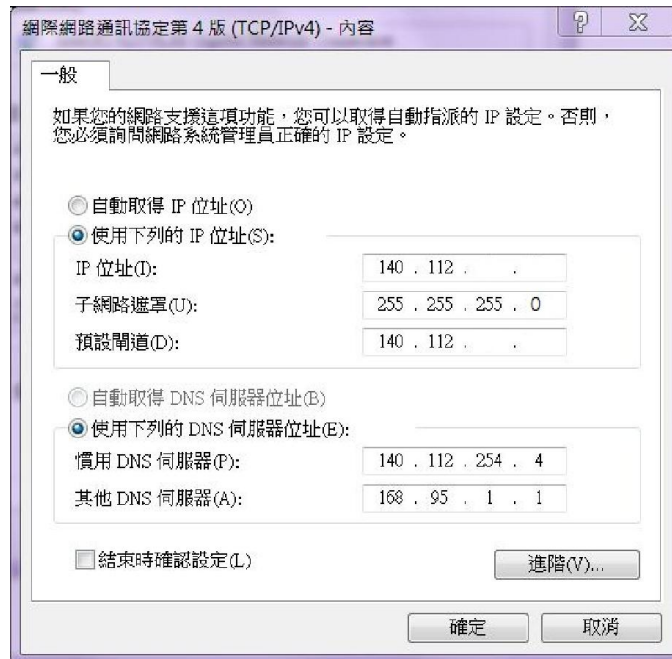 網際網路通訊協定第 4 版 (TCP/IPv4) - 內容
一般
如果您的網路支援這項功能，您可以取得自動指派的 IP 設定。否則，
您必須詢問網路系統管理員正確的 IP 設定。
自動取得 IP 位址(O)
使用下列的 IP 位址(S):
IP 位址(I): 140 . 112 . .
子網路遮罩(U): 255 . 255 . 255 . 0
預設閘道(D): 140 . 112 . .
自動取得 DNS 伺服器位址(B)
使用下列的 DNS 伺服器位址(E):
慣用 DNS 伺服器(P): 140 . 112 . 254 . 4
其他 DNS 伺服器(A): 168 . 95 . 1 . 1
結束時確認設定(L)
進階(V)...
確定 取消